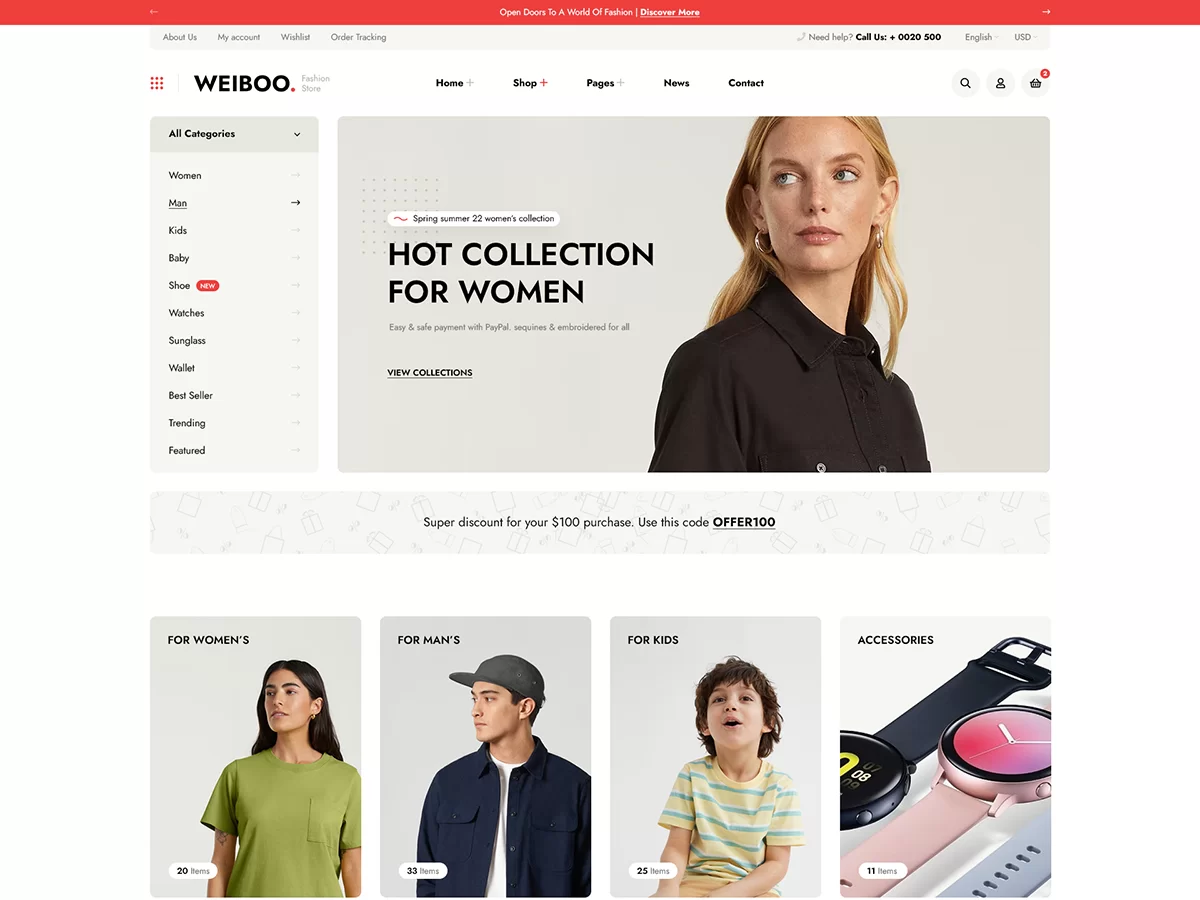 Open Doors To A World Of Fashion | Discover More
About Us My account Wishlist Order Tracking
Need help? Call Us: + 0020 500 English USD
WEIBOO. Fashion
Store
Home Shop Pages News Contact
2
All Categories
Women
Man
Kids
Baby
Shoe NEW
Watches
Sunglass
Wallet
Best Seller
Trending
Featured
Spring summer 22 women's collection
HOT COLLECTION
FOR WOMEN
Easy & safe payment with PayPal. sequines & embroidered for all
VIEW COLLECTIONS
Super discount for your $100 purchase. Use this code OFFER100
FOR WOMEN'S
20 Items
FOR MAN'S
33 Items
FOR KIDS
25 Items
ACCESSORIES
07
08
09
11 Items